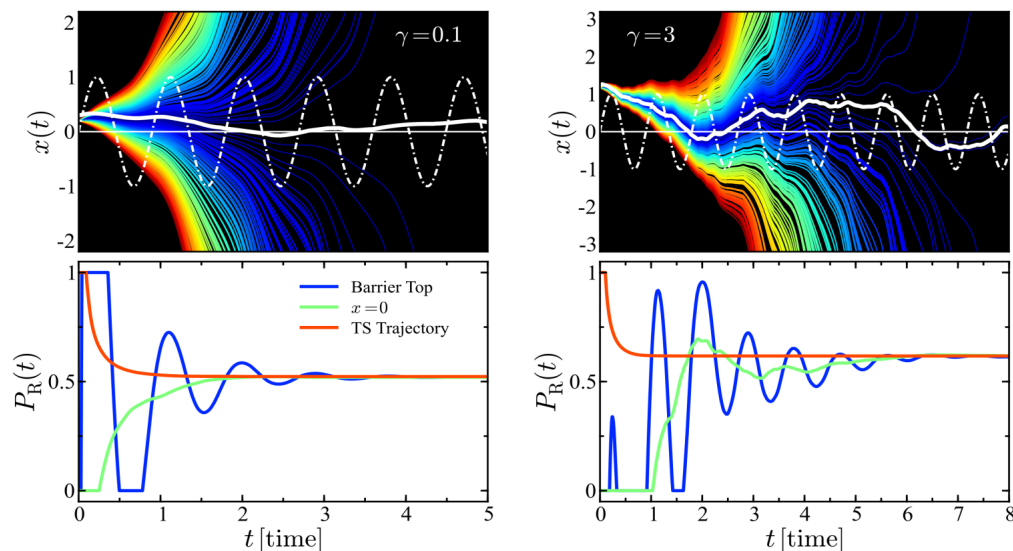 γ=0.1
x(t)
2
1
0
-1
-2
γ=3
x(t)
3
2
1
0
-1
-2
-3
P_R(t)
1
0.5
0
Barrier Top
x=0
TS Trajectory
0 1 2 3 4 5
t [time]
P_R(t)
1
0.5
0
0 1 2 3 4 5 6 7 8
t [time]